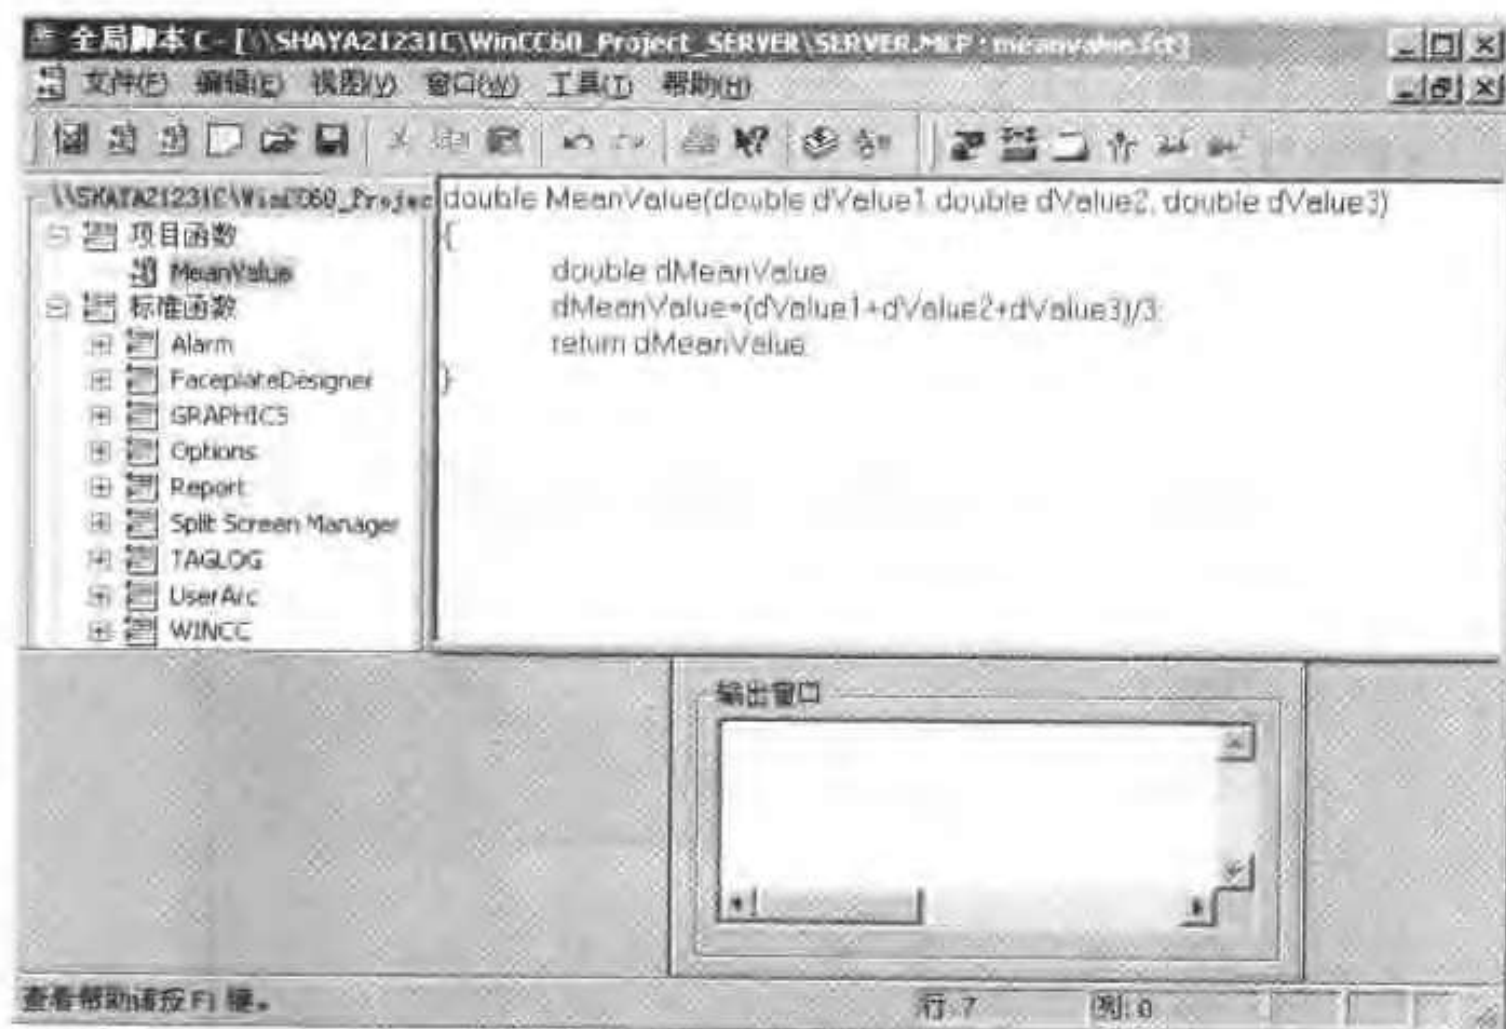 全局脚本 C - [\\SHAYA21231C\WinCC60_Project_SERVER\SERVER.MCP : meanvalue.fct]
文件(F) 编辑(E) 视图(V) 窗口(W) 工具(T) 帮助(H)
\\SHAYA21231C\WinCC60_Projec
项目函数
MeanValue
标准函数
Alarm
FaceplateDesigner
GRAPHICS
Options
Report
Split Screen Manager
TAGLOG
UserArc
WINCC
double MeanValue(double dValue1 double dValue2, double dValue3)
{
double dMeanValue;
dMeanValue=(dValue1+dValue2+dValue3)/3;
return dMeanValue;
}
输出窗口
查看帮助请按 F1 键。
行: 7 列: 0